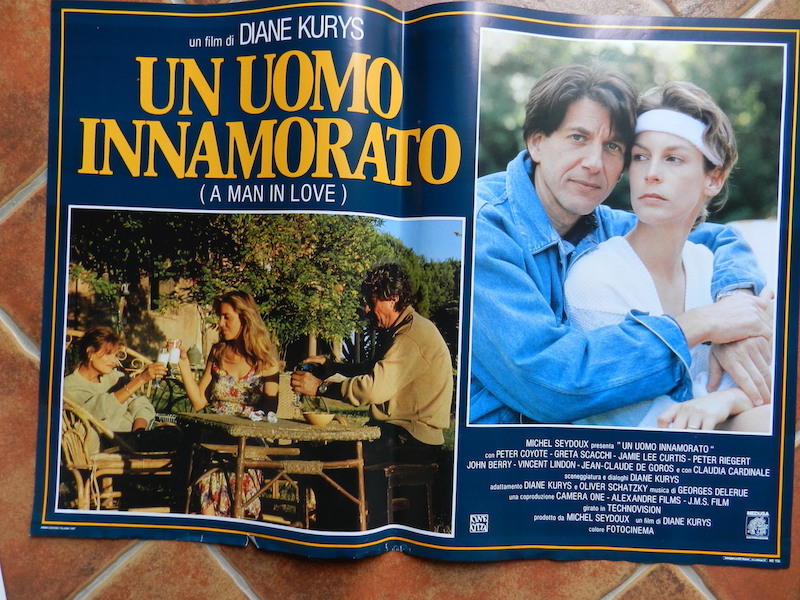 un film di DIANE KURYS
UN UOMO
INNAMORATO
( A MAN IN LOVE )
MICHEL SEYDOUX presenta "UN UOMO INNAMORATO"
con PETER COYOTE - GRETA SCACCHI - JAMIE LEE CURTIS - PETER RIEGERT
JOHN BERRY - VINCENT LINDON - JEAN-CLAUDE DE GOROS e con CLAUDIA CARDINALE
sceneggiatura e dialoghi DIANE KURYS
adattamento DIANE KURYS e OLIVER SCHATZKY musica di GEORGES DELERUE
una coproduzione CAMERA ONE - ALEXANDRE FILMS - J.M.S. FILM
girato in TECHNOVISION
prodotto da MICHEL SEYDOUX un film di DIANE KURYS
colore FOTOCINEMA
MEDUSA